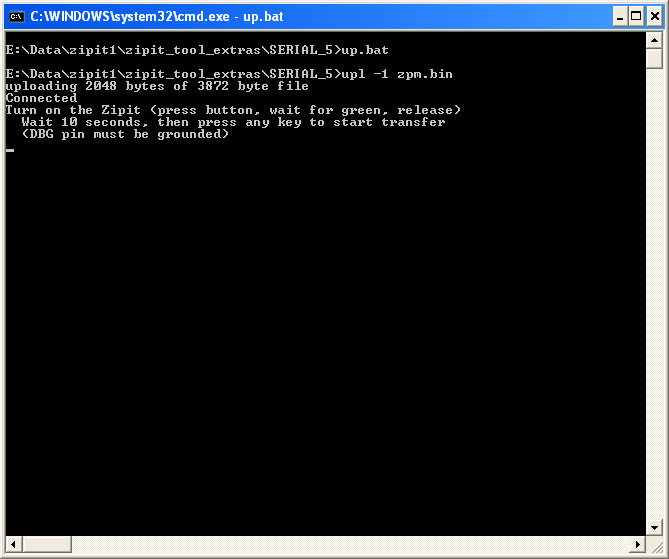 C:\WINDOWS\system32\cmd.exe - up.bat
E:\Data\zipit1\zipit_tool_extras\SERIAL_5>up.bat
E:\Data\zipit1\zipit_tool_extras\SERIAL_5>upl -1 zpm.bin
uploading 2048 bytes of 3872 byte file
Connected
Turn on the Zipit (press button, wait for green, release)
Wait 10 seconds, then press any key to start transfer
(DBG pin must be grounded)